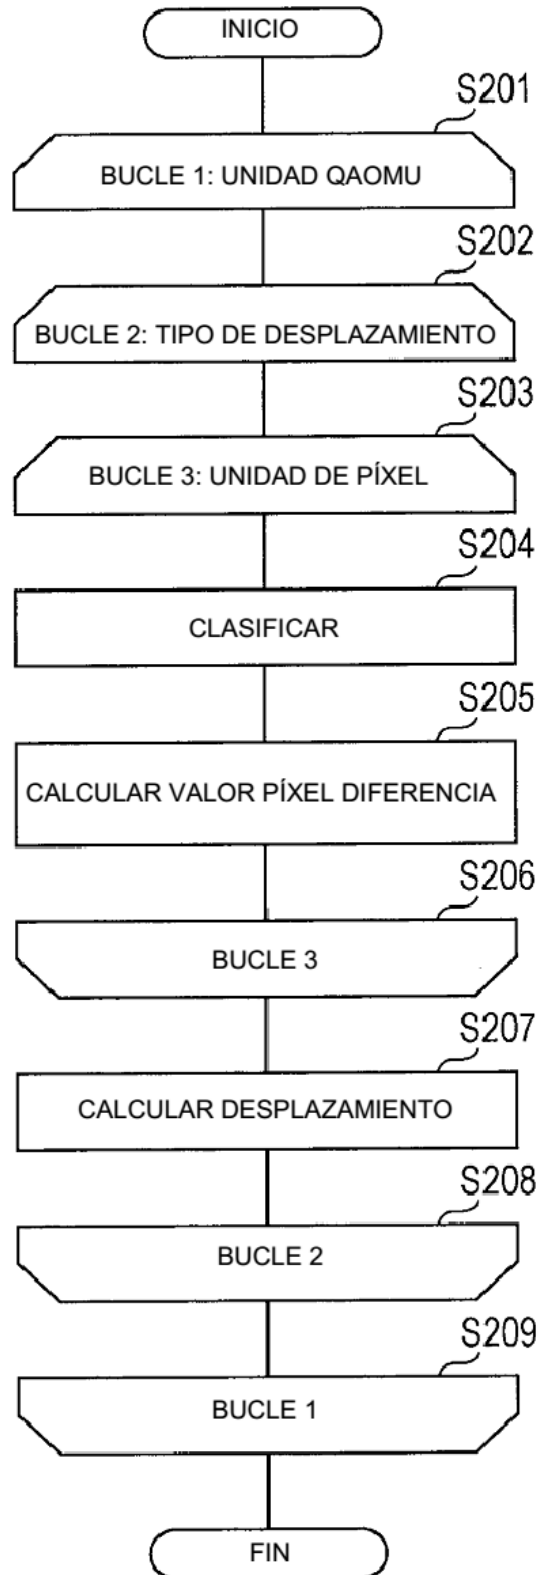 INICIO
S201
BUCLE 1: UNIDAD QAOMU
S202
BUCLE 2: TIPO DE DESPLAZAMIENTO
S203
BUCLE 3: UNIDAD DE PÍXEL
S204
CLASIFICAR
S205
CALCULAR VALOR PÍXEL DIFERENCIA
S206
BUCLE 3
S207
CALCULAR DESPLAZAMIENTO
S208
BUCLE 2
S209
BUCLE 1
FIN